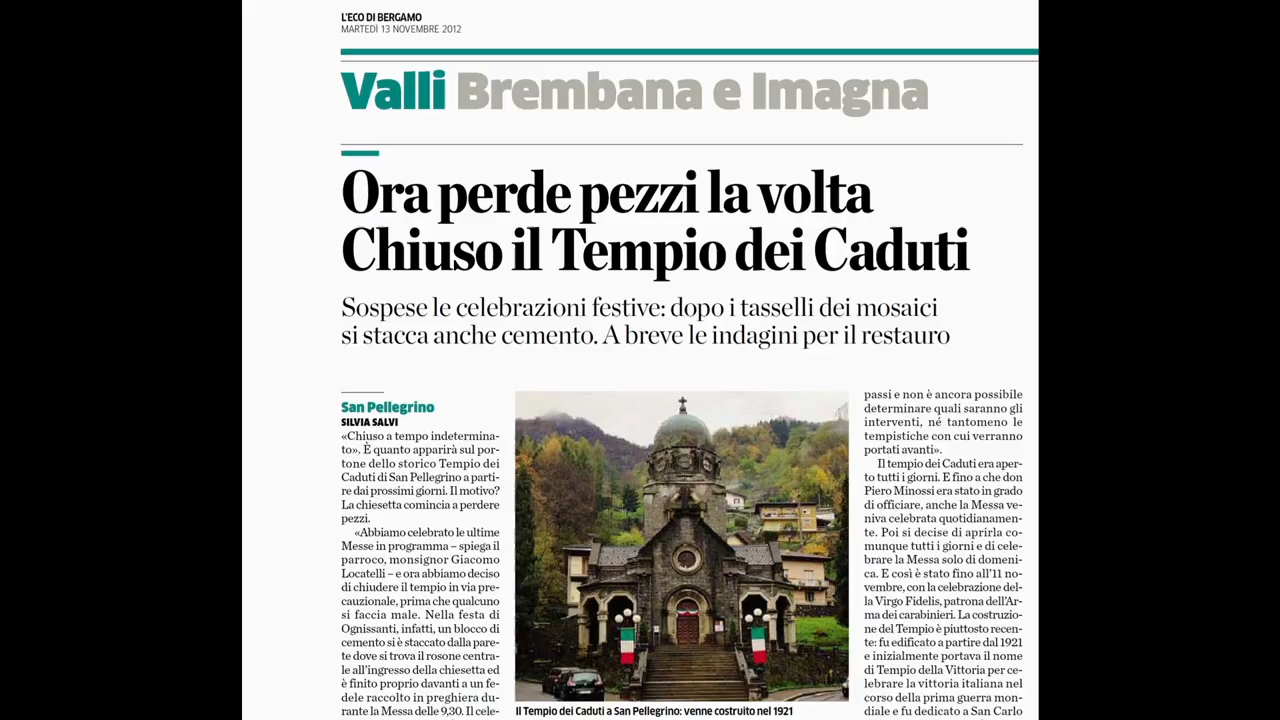 L'ECO DI BERGAMO
MARTEDÌ 13 NOVEMBRE 2012
Valli Brembana e Imagna
Ora perde pezzi la volta
Chiuso il Tempio dei Caduti
Sospese le celebrazioni festive: dopo i tasselli dei mosaici
si stacca anche cemento. A breve le indagini per il restauro
San Pellegrino
SILVIA SALVI
«Chiuso a tempo indetermina-
to». È quanto apparirà sul por-
tone dello storico Tempio dei
Caduti di San Pellegrino a parti-
re dai prossimi giorni. Il motivo?
La chiesetta comincia a perdere
pezzi.
«Abbiamo celebrato le ultime
Messe in programma – spiega il
parroco, monsignor Giacomo
Locatelli – e ora abbiamo deciso
di chiudere il tempio in via pre-
cauzionale, prima che qualcuno
si faccia male. Nella festa di
Ognissanti, infatti, un blocco di
cemento si è staccato dalla pare-
te dove si trova il rosone centra-
le all'ingresso della chiesetta ed
è finito proprio davanti a un fe-
dele raccolto in preghiera du-
rante la Messa delle 9,30. Il cele-
Il Tempio dei Caduti a San Pellegrino: venne costruito nel 1921
passi e non è ancora possibile
determinare quali saranno gli
interventi, né tantomeno le
tempistiche con cui verranno
portati avanti».
Il tempio dei Caduti era aper-
to tutti i giorni. E fino a che don
Piero Minossi era stato in grado
di officiare, anche la Messa ve-
niva celebrata quotidianamen-
te. Poi si decise di aprirla co-
munque tutti i giorni e di cele-
brare la Messa solo di domeni-
ca. E così è stato fino all'11 no-
vembre, con la celebrazione del-
la Virgo Fidelis, patrona dell'Ar-
ma dei carabinieri. La costruzio-
ne del Tempio è piuttosto recen-
te: fu edificato a partire dal 1921
e inizialmente portava il nome
di Tempio della Vittoria per ce-
lebrare la vittoria italiana nel
corso della prima guerra mon-
diale e fu dedicato a San Carlo